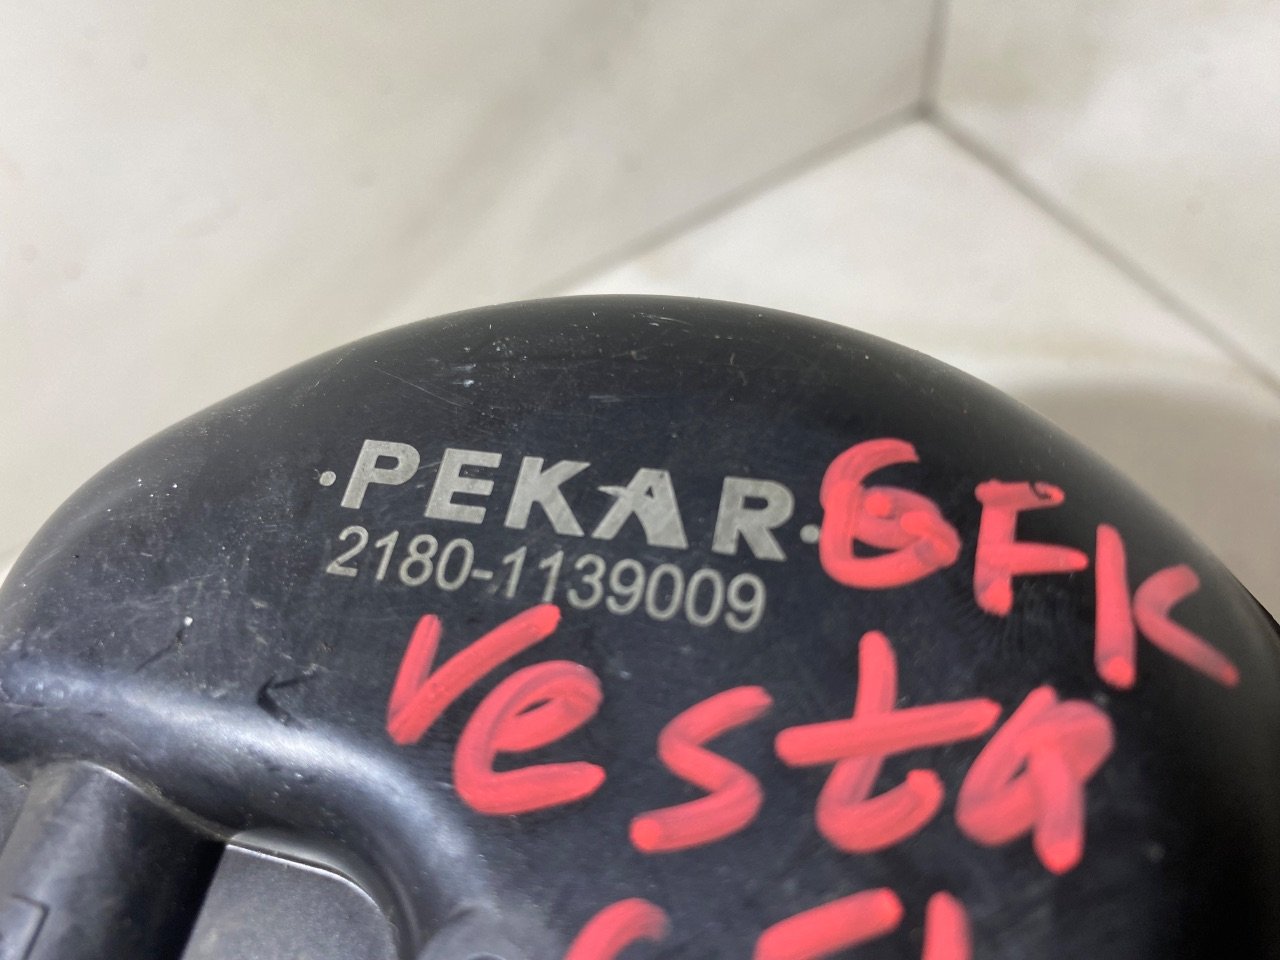 ·PEKAR· GFK
2180-1139009
Vesta